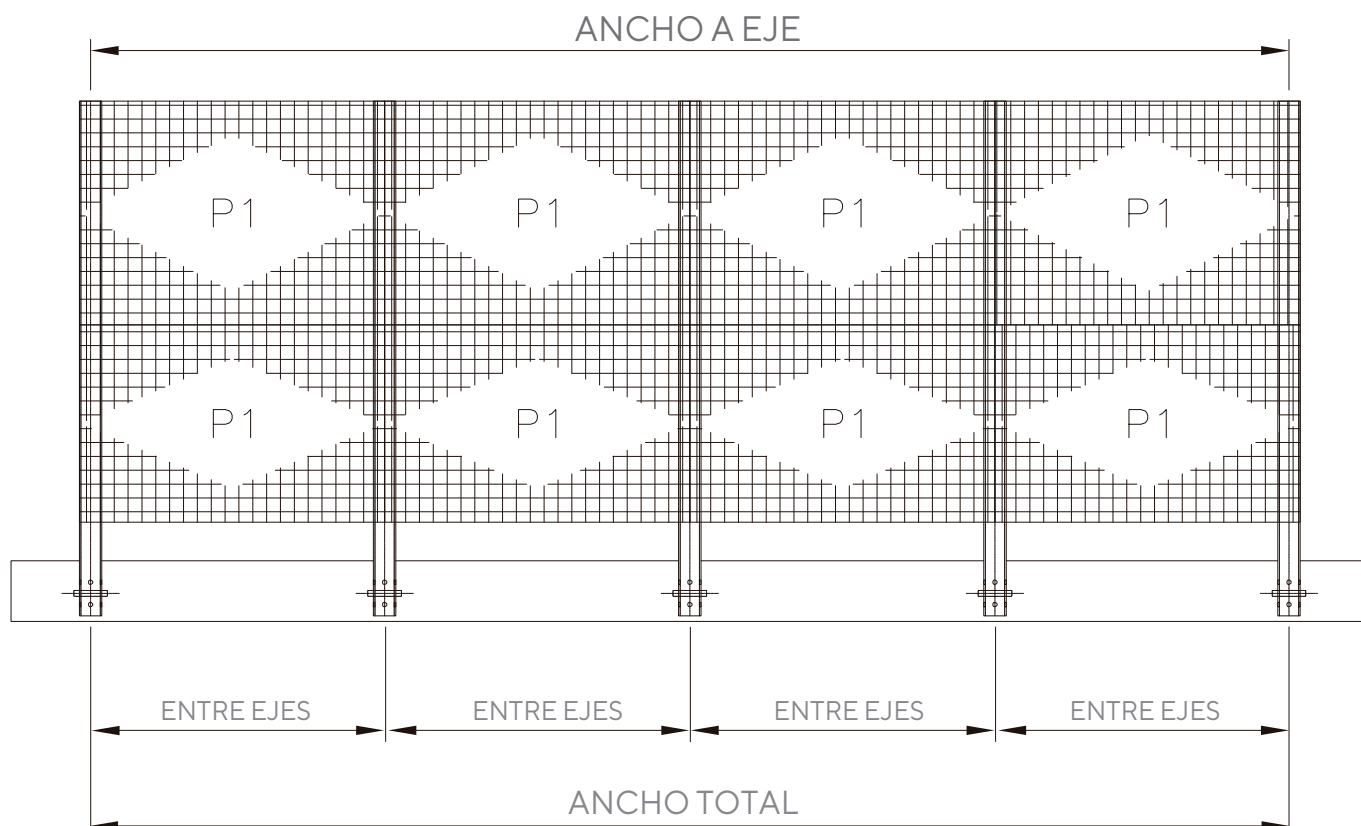 ANCHO A EJE
P1 P1 P1 P1
P1 P1 P1 P1
ENTRE EJES ENTRE EJES ENTRE EJES ENTRE EJES
ANCHO TOTAL